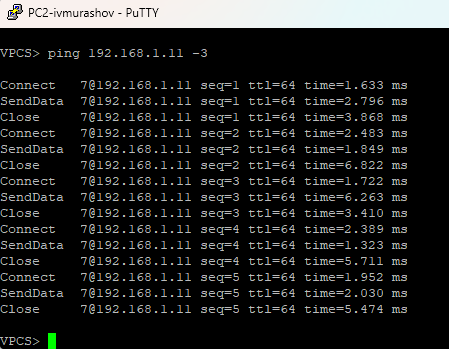 PC2-ivmurashov - PuTTY
VPCS> ping 192.168.1.11 -3
Connect   7@192.168.1.11 seq=1 ttl=64 time=1.633 ms
SendData  7@192.168.1.11 seq=1 ttl=64 time=2.796 ms
Close     7@192.168.1.11 seq=1 ttl=64 time=3.868 ms
Connect   7@192.168.1.11 seq=2 ttl=64 time=2.483 ms
SendData  7@192.168.1.11 seq=2 ttl=64 time=1.849 ms
Close     7@192.168.1.11 seq=2 ttl=64 time=6.822 ms
Connect   7@192.168.1.11 seq=3 ttl=64 time=1.722 ms
SendData  7@192.168.1.11 seq=3 ttl=64 time=6.263 ms
Close     7@192.168.1.11 seq=3 ttl=64 time=3.410 ms
Connect   7@192.168.1.11 seq=4 ttl=64 time=2.389 ms
SendData  7@192.168.1.11 seq=4 ttl=64 time=1.323 ms
Close     7@192.168.1.11 seq=4 ttl=64 time=5.711 ms
Connect   7@192.168.1.11 seq=5 ttl=64 time=1.952 ms
SendData  7@192.168.1.11 seq=5 ttl=64 time=2.030 ms
Close     7@192.168.1.11 seq=5 ttl=64 time=5.474 ms
VPCS>